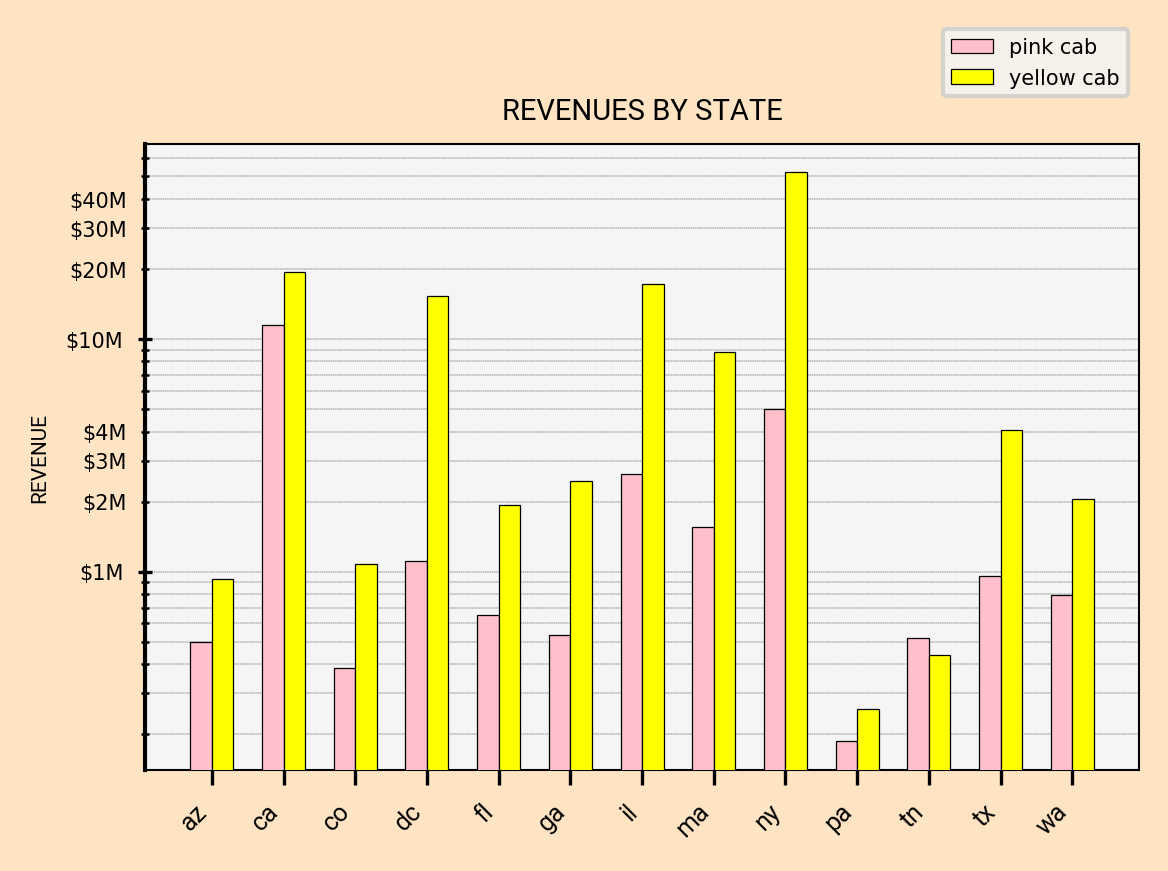 pink cab
yellow cab
REVENUES BY STATE
$40M
$30M
$20M
$10M
$4M
$3M
$2M
$1M
REVENUE
az
ca
co
dc
fl
ga
il
ma
ny
pa
tn
tx
wa